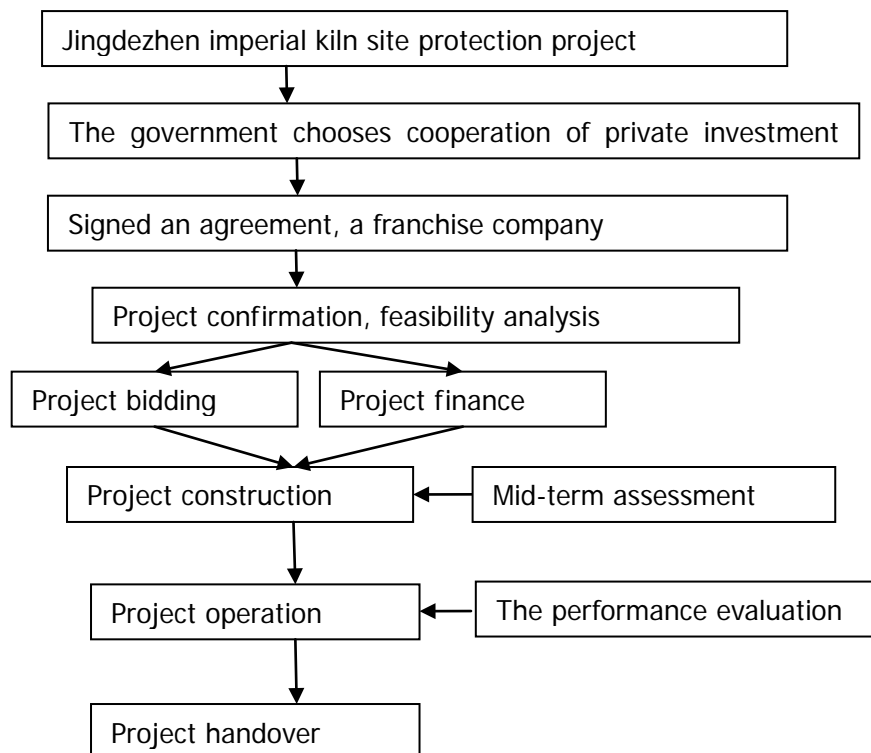 Jingdezhen imperial kiln site protection project
The government chooses cooperation of private investment
Signed an agreement, a franchise company
Project confirmation, feasibility analysis
Project bidding
Project finance
Project construction
Mid-term assessment
Project operation
The performance evaluation
Project handover